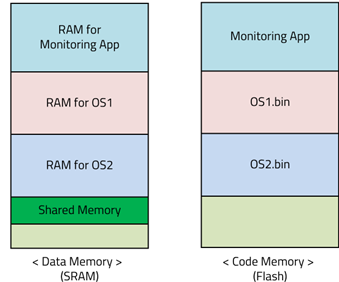 RAM for
Monitoring App
RAM for OS1
RAM for OS2
Shared Memory
< Data Memory >
(SRAM)
Monitoring App
OS1.bin
OS2.bin
< Code Memory >
(Flash)